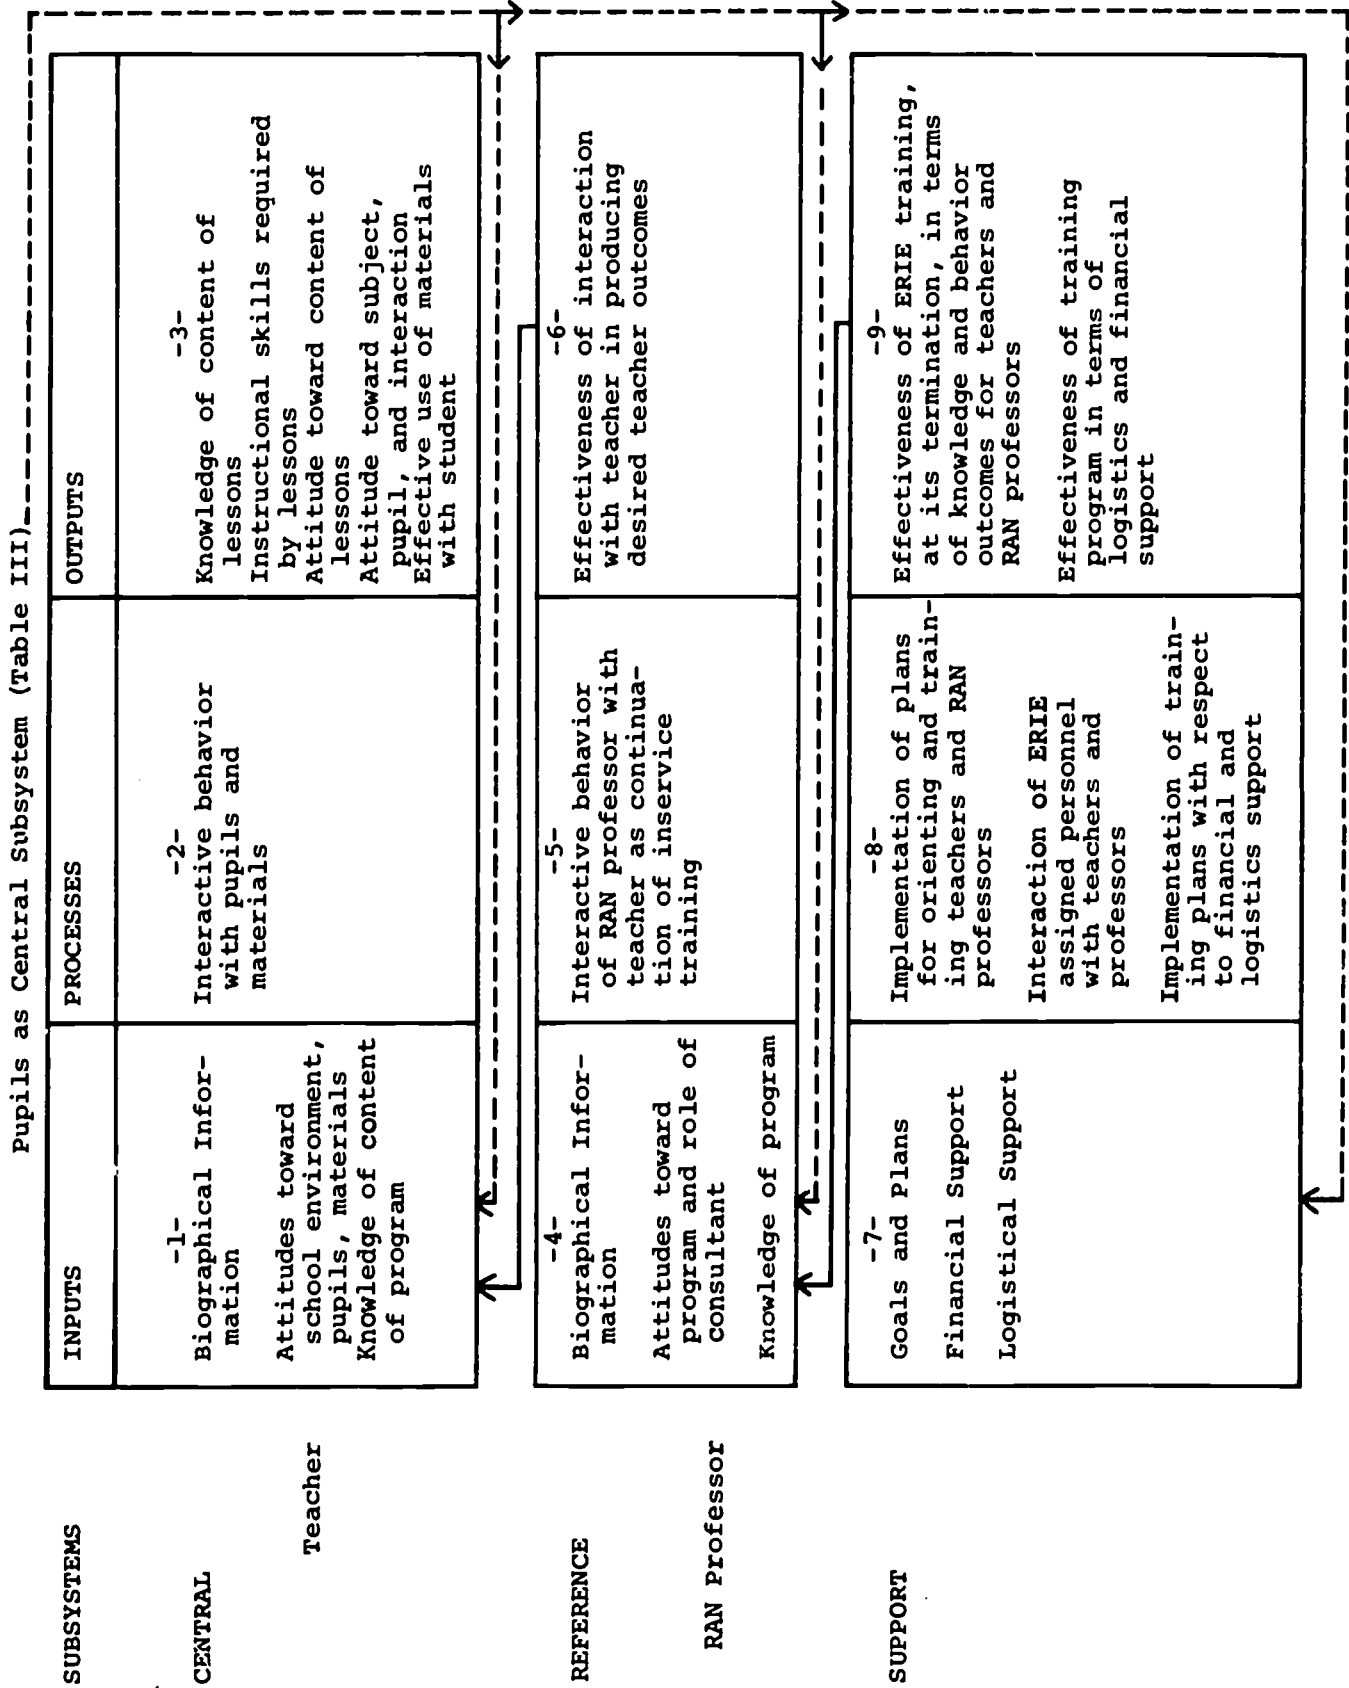 Pupils as Central Subsystem (Table III)
SUBSYSTEMS
INPUTS
PROCESSES
OUTPUTS
CENTRAL
Teacher
-1-
Biographical Infor-
mation
Attitudes toward
school environment,
pupils, materials
Knowledge of content
of program
-2-
Interactive behavior
with pupils and
materials
-3-
Knowledge of content of
lessons
Instructional skills required
by lessons
Attitude toward content of
lessons
Attitude toward subject,
pupil, and interaction
Effective use of materials
with student
REFERENCE
RAN Professor
-4-
Biographical Infor-
mation
Attitudes toward
program and role of
consultant
Knowledge of program
-5-
Interactive behavior
of RAN professor with
teacher as continua-
tion of inservice
training
-6-
Effectiveness of interaction
with teacher in producing
desired teacher outcomes
SUPPORT
-7-
Goals and Plans
Financial Support
Logistical Support
-8-
Implementation of plans
for orienting and train-
ing teachers and RAN
professors
Interaction of ERIE
assigned personnel
with teachers and
professors
Implementation of train-
ing plans with respect
to financial and
logistics support
-9-
Effectiveness of ERIE training,
at its termination, in terms
of knowledge and behavior
outcomes for teachers and
RAN professors
Effectiveness of training
program in terms of
logistics and financial
support